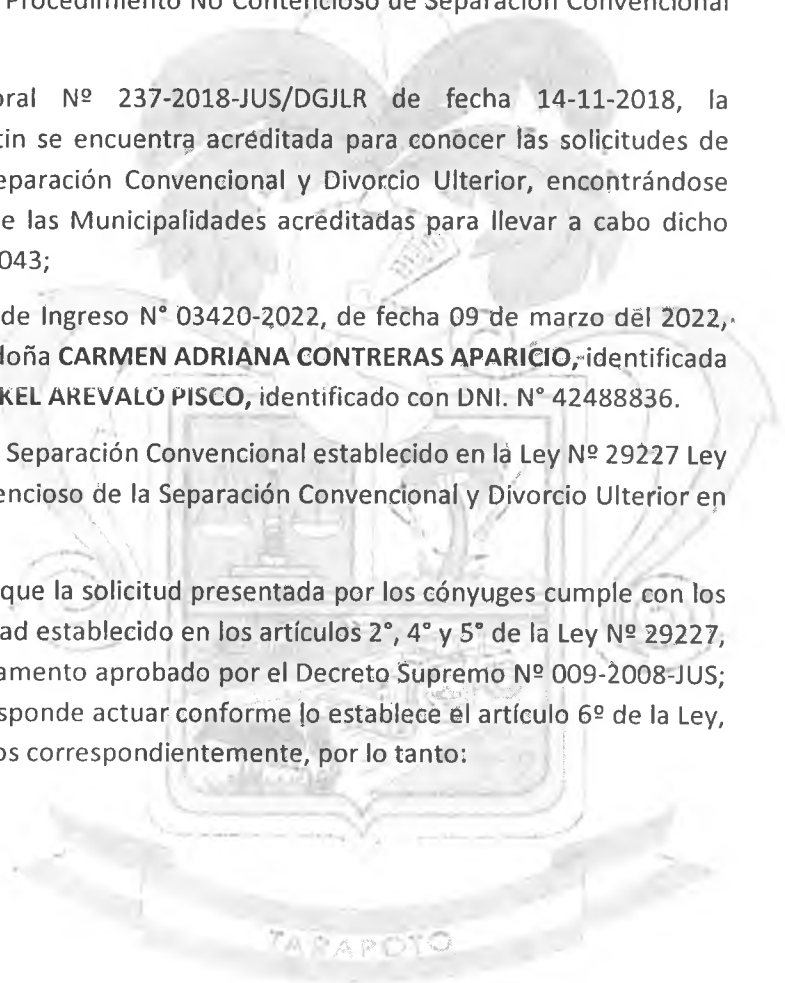 Procedimiento No Contencioso de Separación Convencional
oral Nº 237-2018-JUS/DGJLR de fecha 14-11-2018, la
tin se encuentra acreditada para conocer las solicitudes de
eparación Convencional y Divorcio Ulterior, encontrándose
e las Municipalidades acreditadas para llevar a cabo dicho
043;
de Ingreso N° 03420-2022, de fecha 09 de marzo del 2022,
doña CARMEN ADRIANA CONTRERAS APARICIO, identificada
KEL AREVALO PISCO, identificado con DNI. N° 42488836.
Separación Convencional establecido en la Ley Nº 29227 Ley
encioso de la Separación Convencional y Divorcio Ulterior en
que la solicitud presentada por los cónyuges cumple con los
ad establecido en los artículos 2°, 4° y 5° de la Ley Nº 29227,
amento aprobado por el Decreto Supremo Nº 009-2008-JUS;
sponde actuar conforme lo establece el artículo 6º de la Ley,
os correspondientemente, por lo tanto:
TARAPOTO